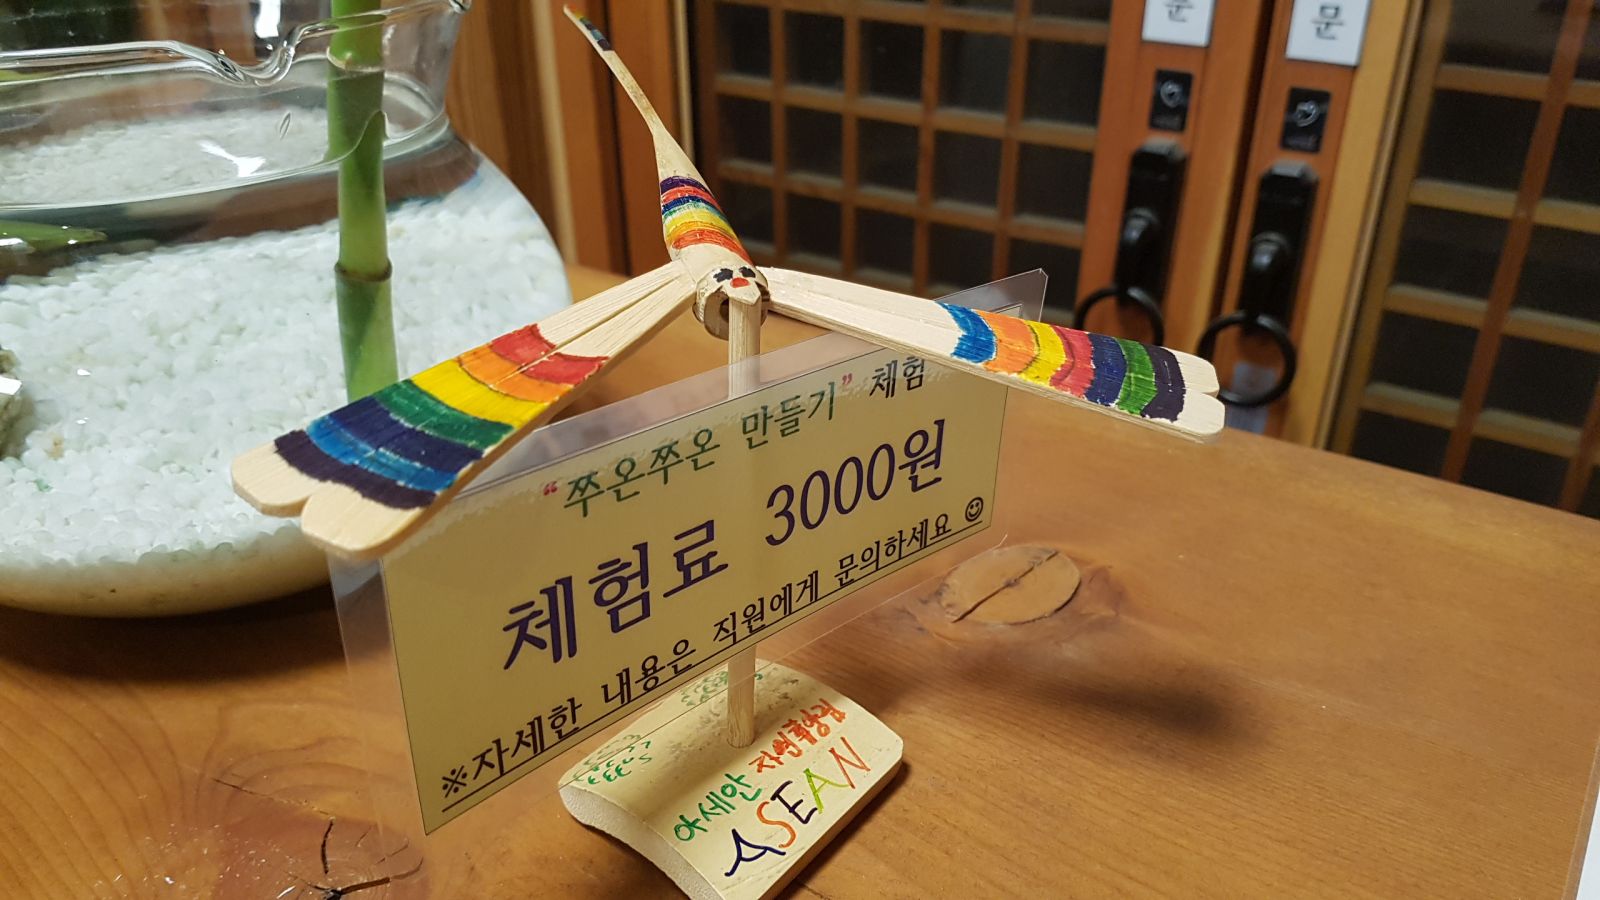 문
문
"쭈온쭈온 만들기" 체험
체험료 3000원
※자세한 내용은 직원에게 문의하세요 ☺
아세안 자연휴양림
ASEAN